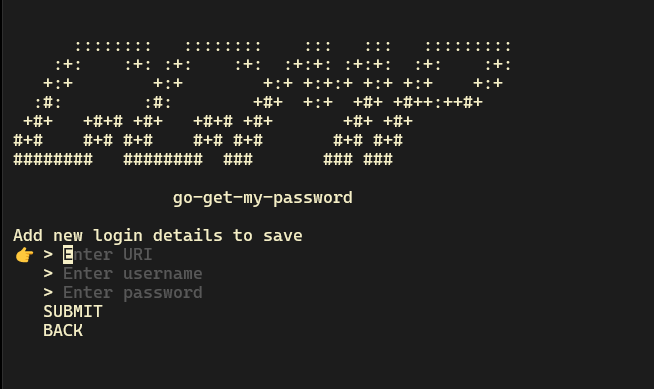 ::::::::   ::::::::    :::   :::   :::::::::
    :+:    :+: :+:    :+:  :+:+: :+:+:  :+:    :+:
   +:+        +:+        +:+ +:+:+ +:+ +:+    +:+
  :#:        :#:        +#+  +:+  +#+ +#++:++#+
 +#+   +#+# +#+   +#+# +#+       +#+ +#+
#+#    #+# #+#    #+# #+#       #+# #+#
########   ########  ###       ### ###
go-get-my-password
Add new login details to save
👉 > Enter URI
> Enter username
> Enter password
SUBMIT
BACK